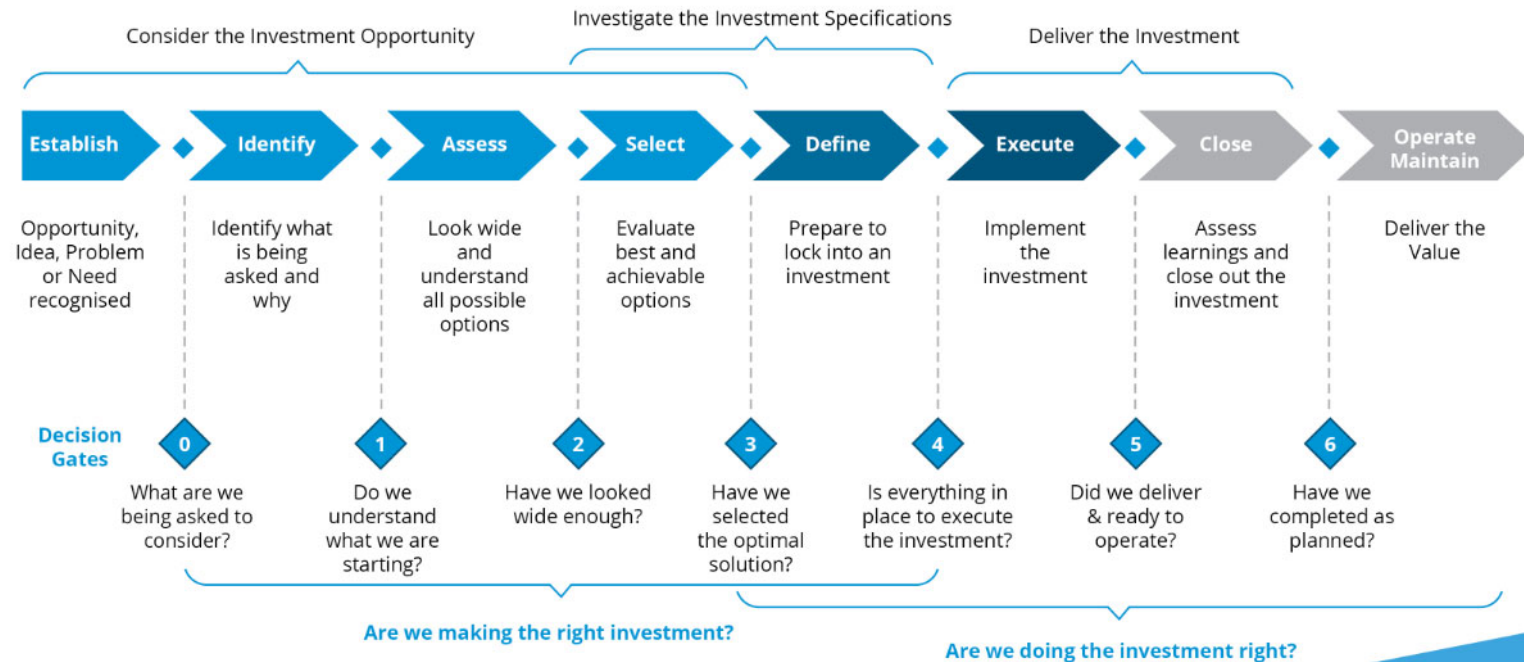 Consider the Investment Opportunity
Investigate the Investment Specifications
Deliver the Investment
Establish
Identify
Assess
Select
Define
Execute
Close
Operate
Maintain
Opportunity,
Idea, Problem
or Need
recognised
Identify what
is being
asked and
why
Look wide
and
understand
all possible
options
Evaluate
best and
achievable
options
Prepare to
lock into an
investment
Implement
the
investment
Assess
learnings and
close out the
investment
Deliver the
Value
Decision
Gates
0
1
2
3
4
5
6
What are we
being asked to
consider?
Do we
understand
what we are
starting?
Have we looked
wide enough?
Have we
selected
the optimal
solution?
Is everything in
place to execute
the investment?
Did we deliver
& ready to
operate?
Have we
completed as
planned?
Are we making the right investment?
Are we doing the investment right?